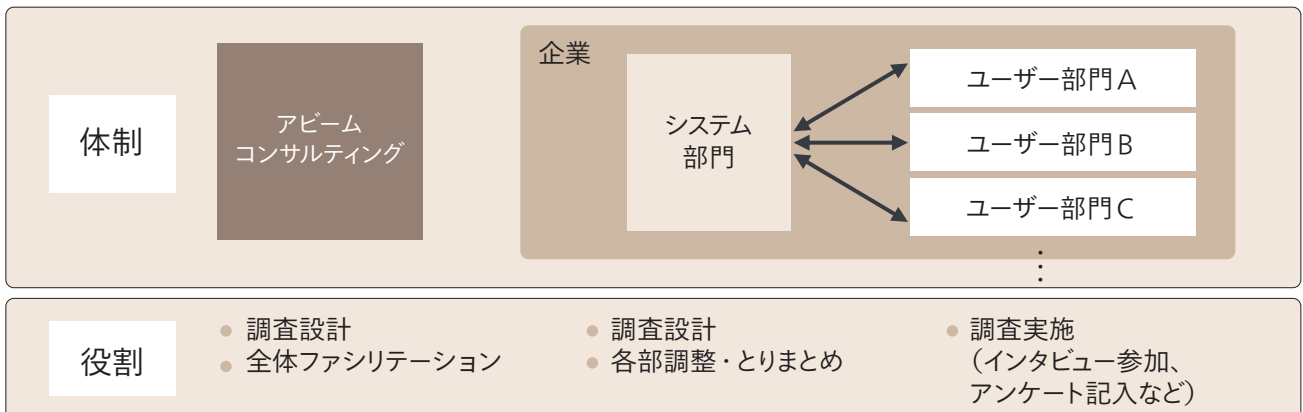 体制
アビーム
コンサルティング
企業
システム
部門
ユーザー部門A
ユーザー部門B
ユーザー部門C
役割
● 調査設計
● 全体ファシリテーション
● 調査設計
● 各部調整・とりまとめ
● 調査実施
（インタビュー参加、
アンケート記入など）